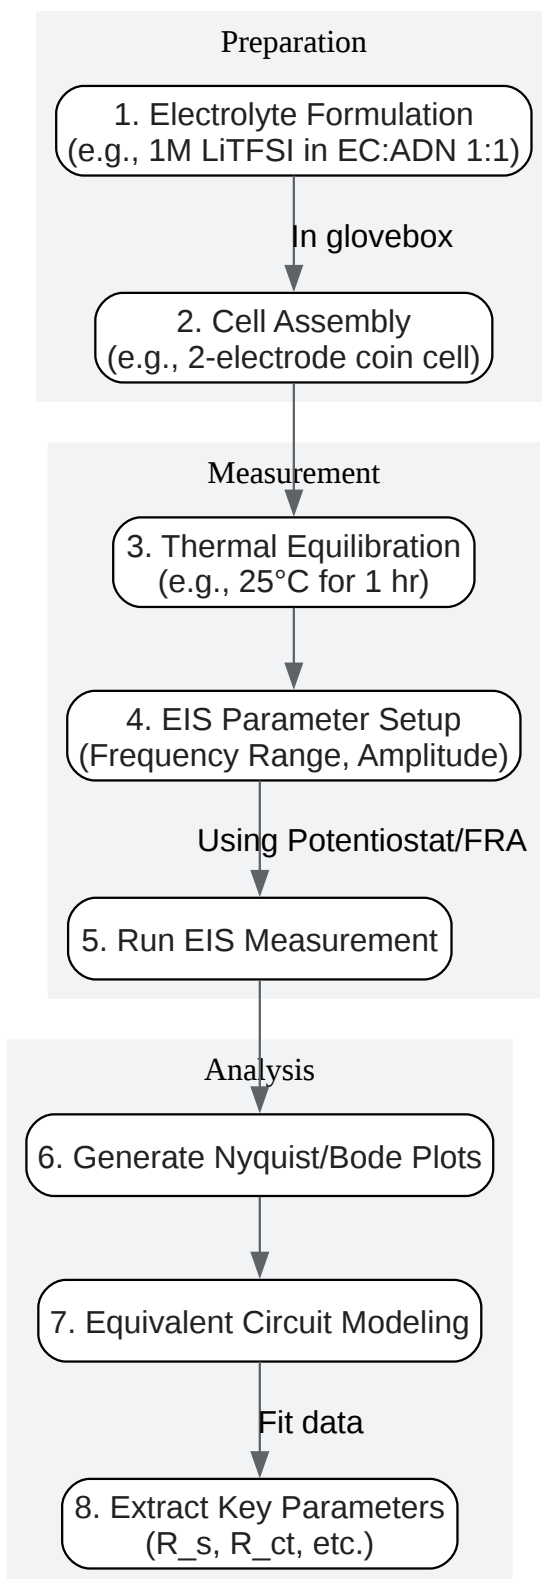 Preparation
1. Electrolyte Formulation
(e.g., 1M LiTFSI in EC:ADN 1:1)
In glovebox
2. Cell Assembly
(e.g., 2-electrode coin cell)
Measurement
3. Thermal Equilibration
(e.g., 25°C for 1 hr)
4. EIS Parameter Setup
(Frequency Range, Amplitude)
Using Potentiostat/FRA
5. Run EIS Measurement
Analysis
6. Generate Nyquist/Bode Plots
7. Equivalent Circuit Modeling
Fit data
8. Extract Key Parameters
(R_s, R_ct, etc.)